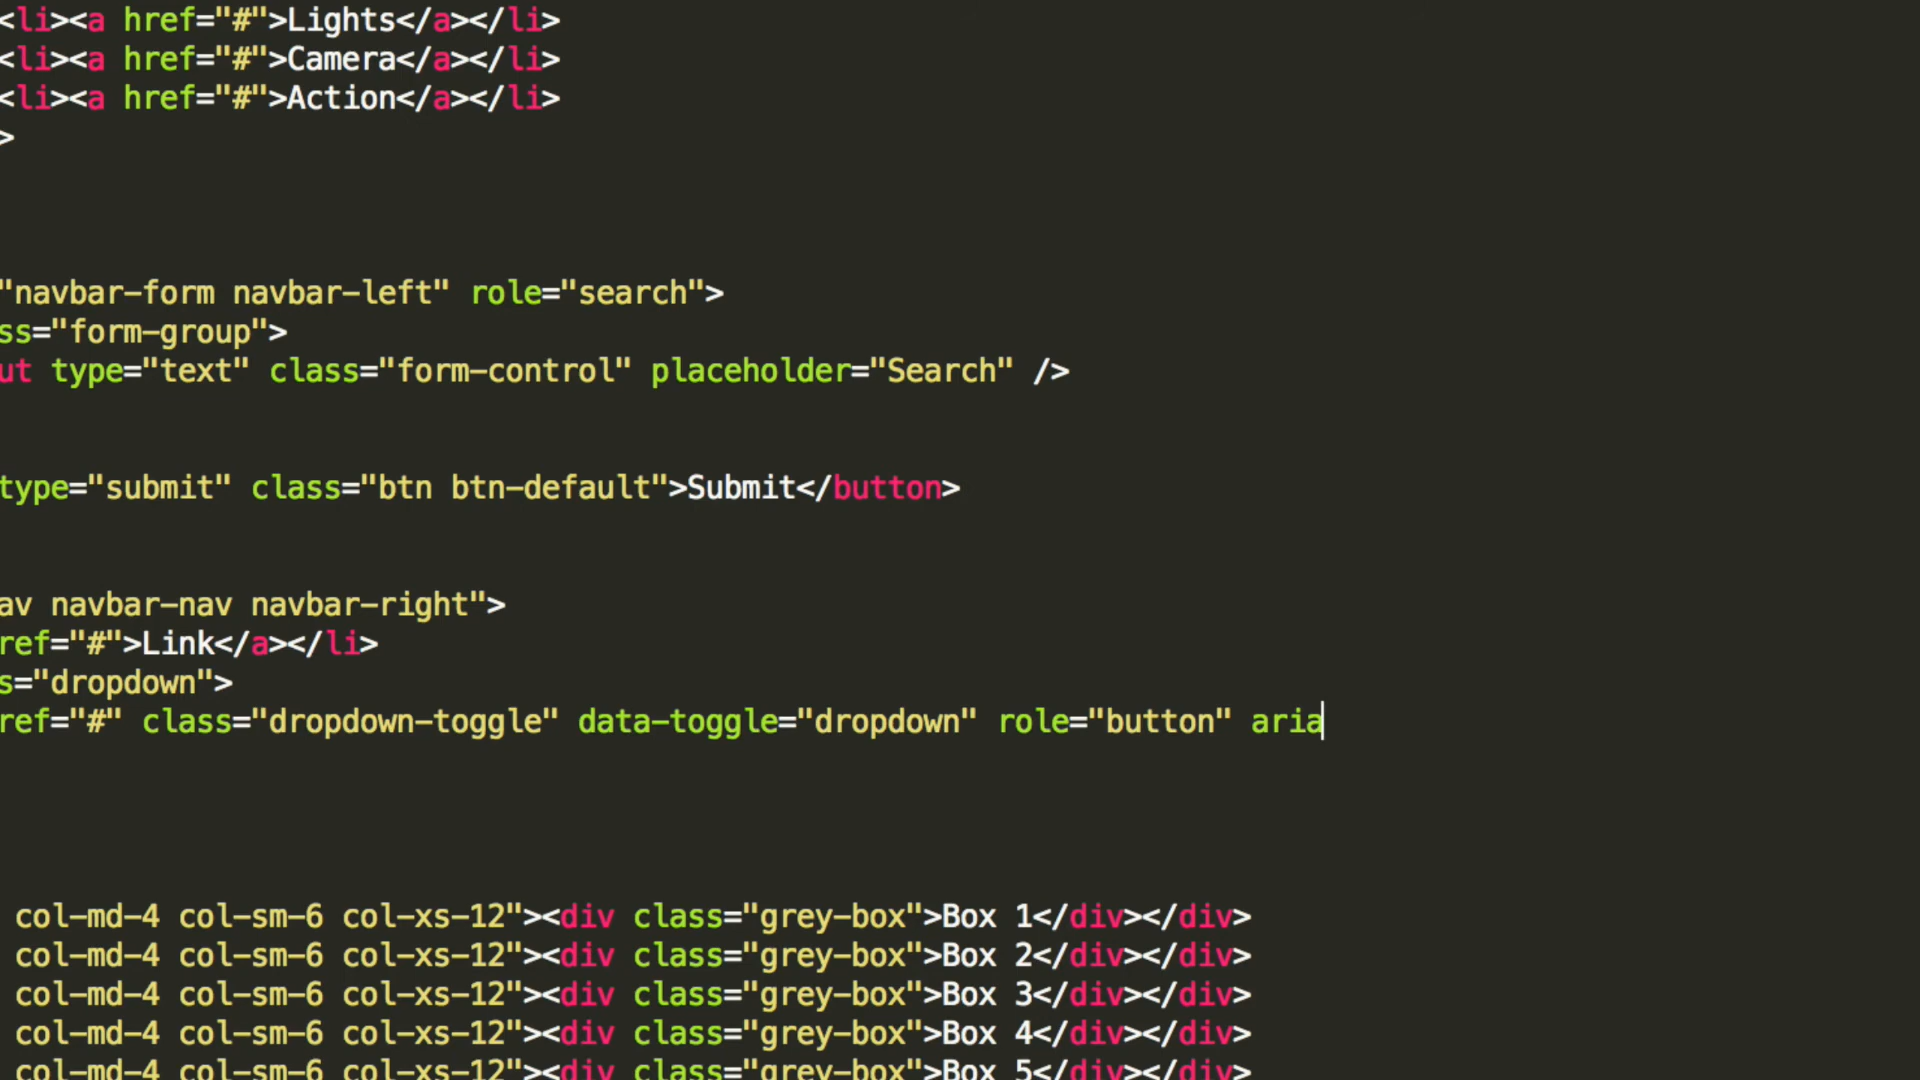 <li><a href="#">Lights</a></li>
<li><a href="#">Camera</a></li>
<li><a href="#">Action</a></li>
>
"navbar-form navbar-left" role="search">
ss="form-group">
ut type="text" class="form-control" placeholder="Search" />
type="submit" class="btn btn-default">Submit</button>
av navbar-nav navbar-right">
ref="#">Link</a></li>
s="dropdown">
ref="#" class="dropdown-toggle" data-toggle="dropdown" role="button" aria
col-md-4 col-sm-6 col-xs-12"><div class="grey-box">Box 1</div></div>
col-md-4 col-sm-6 col-xs-12"><div class="grey-box">Box 2</div></div>
col-md-4 col-sm-6 col-xs-12"><div class="grey-box">Box 3</div></div>
col-md-4 col-sm-6 col-xs-12"><div class="grey-box">Box 4</div></div>
col-md-4 col-sm-6 col-xs-12"><div class="grey-box">Box 5</div></div>